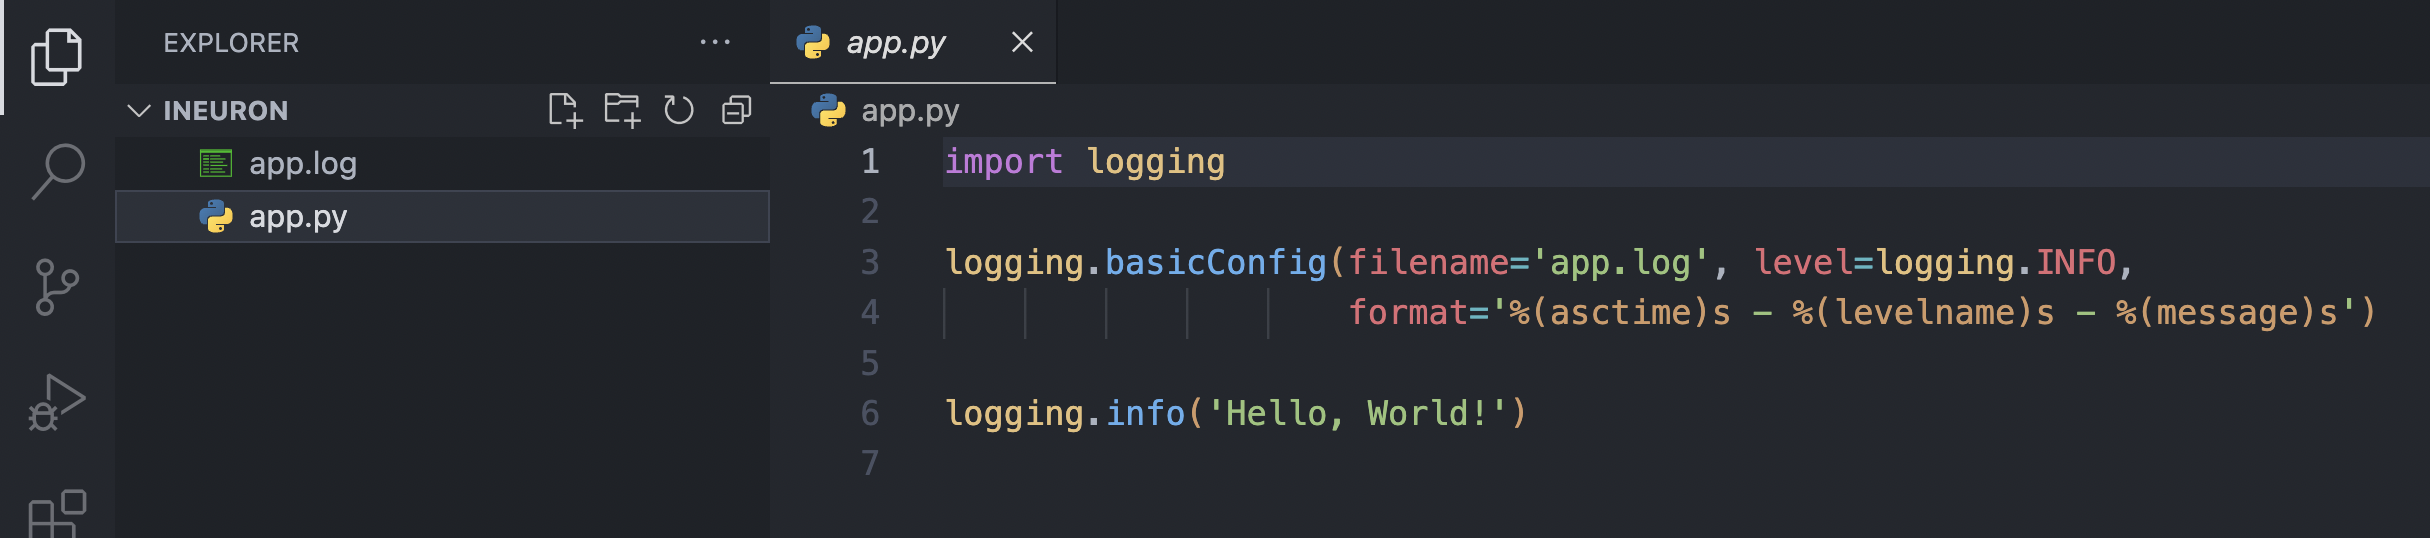 EXPLORER
INEURON
app.log
app.py
app.py
app.py
1 import logging
2
3 logging.basicConfig(filename='app.log', level=logging.INFO,
4                     format='%(asctime)s - %(levelname)s - %(message)s')
5
6 logging.info('Hello, World!')
7